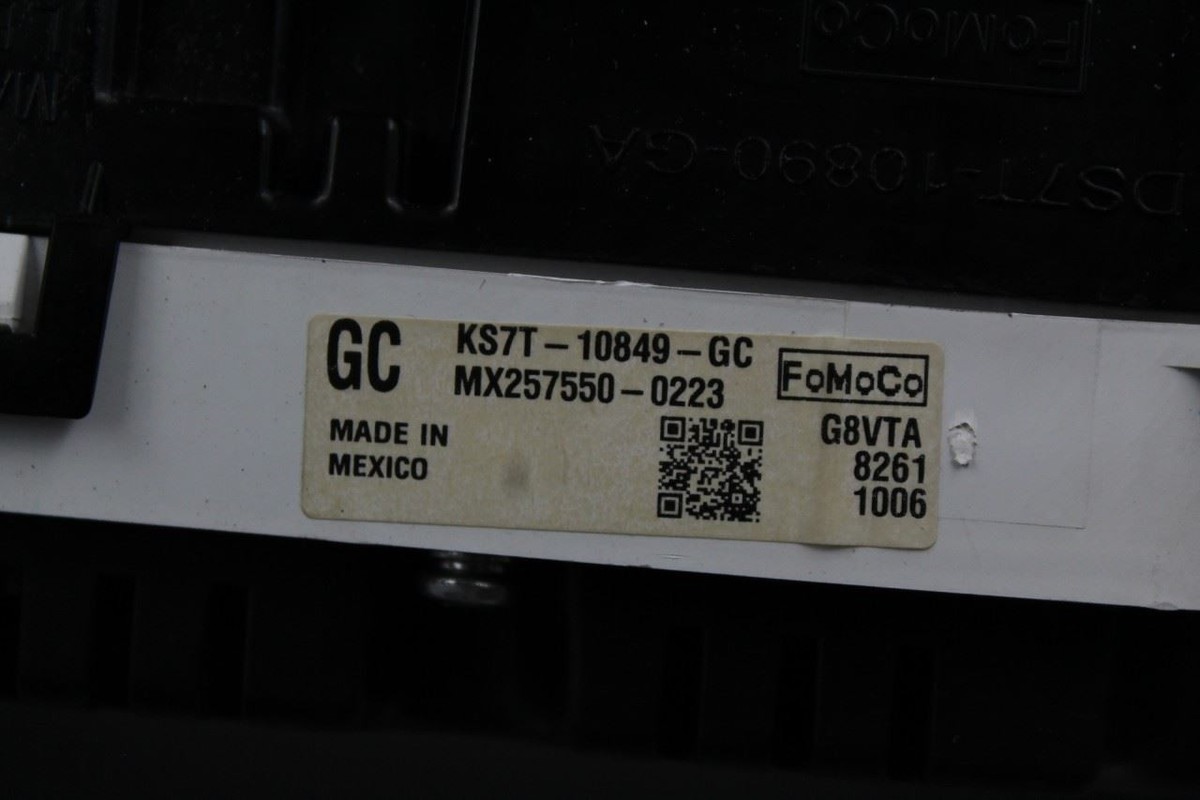 FoMoCo
DS7T-10890-GA
GC
KS7T-10849-GC
MX257550-0223
FoMoCo
MADE IN
MEXICO
G8VTA
8261
1006